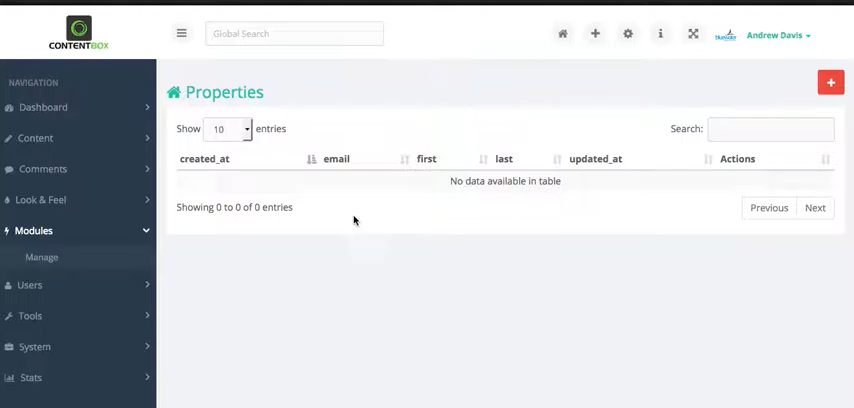 CONTENTBOX
Global Search
Andrew Davis
NAVIGATION
Dashboard
Content
Comments
Look & Feel
Modules
Manage
Users
Tools
System
Stats
Properties
Show 10 entries
Search:
created_at email first last updated_at Actions
No data available in table
Showing 0 to 0 of 0 entries
Previous Next